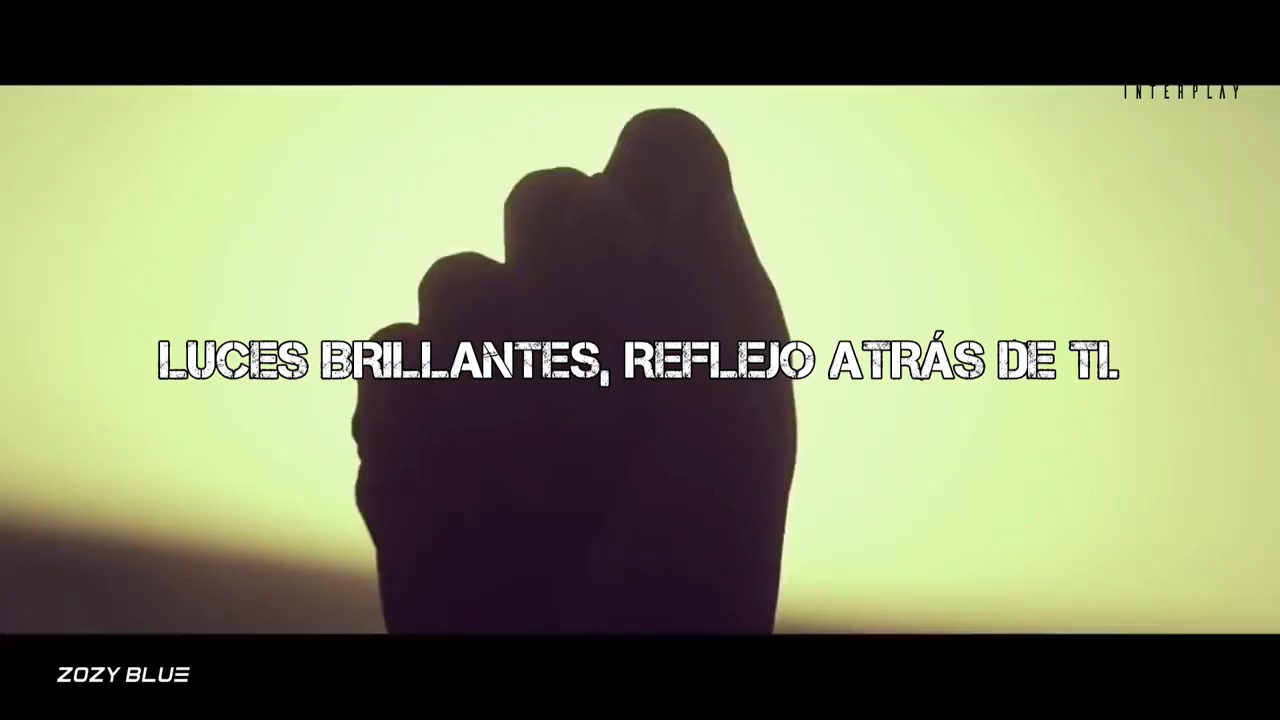 INTERPLAY
LUCES BRILLANTES, REFLEJO ATRÁS DE TI.
ZOZY BLUE